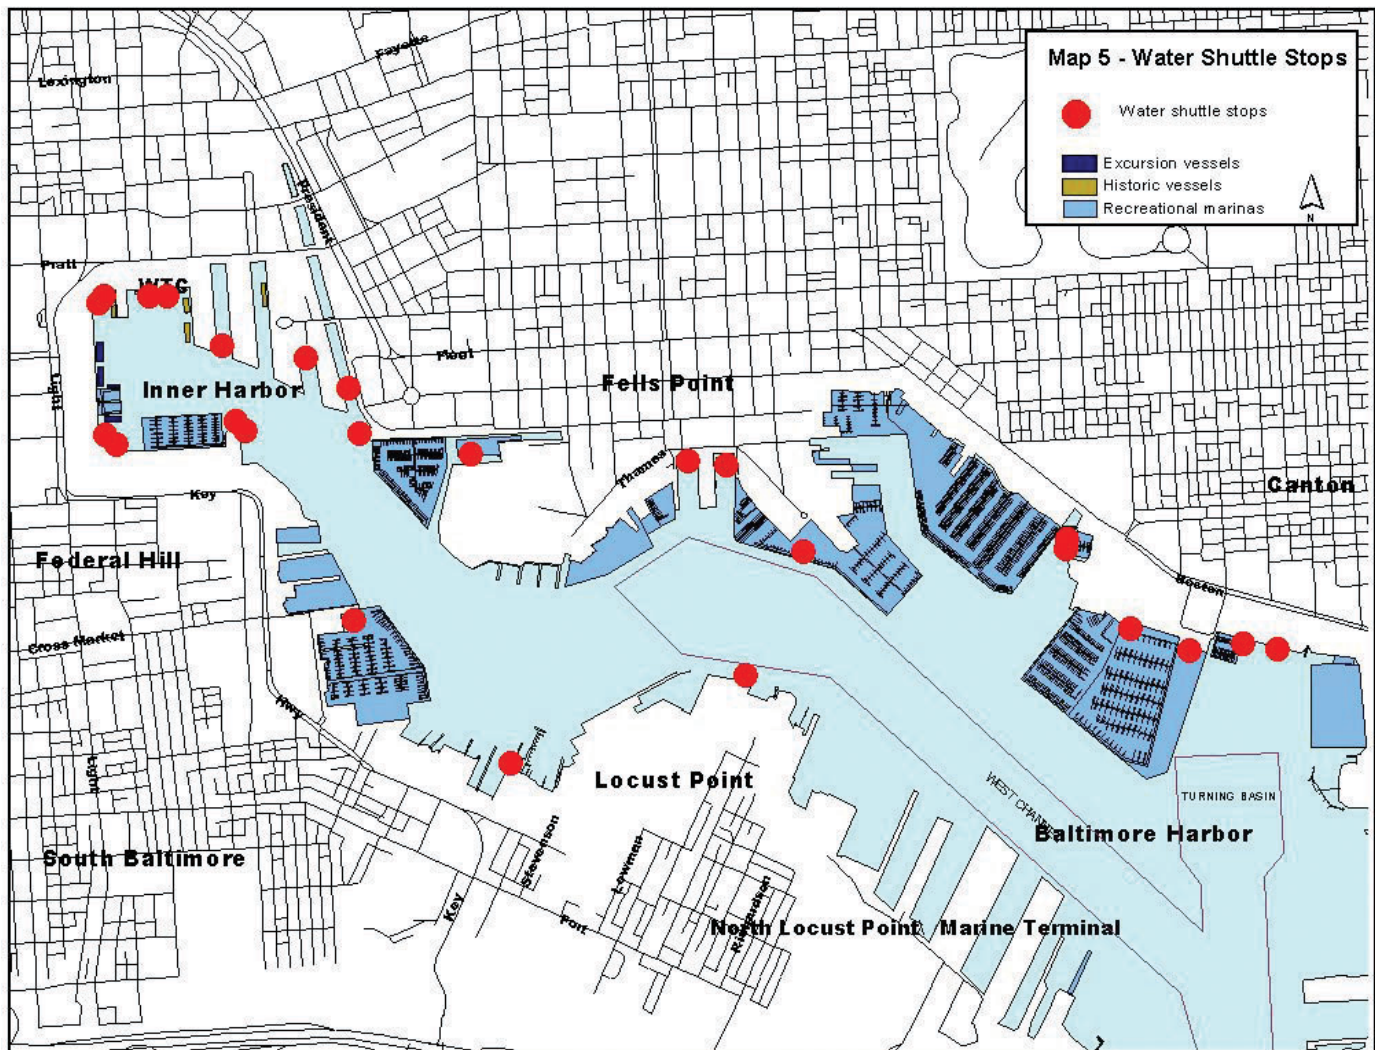 Fayette
Lexington
Map 5 - Water Shuttle Stops
Water shuttle stops
Excursion vessels
Historic vessels
Recreational marinas
N
President
Pratt
WTC
Fleet
Light
Inner Harbor
Fells Point
Thames
Canton
Key
Federal Hill
Boston
Cross Market
Hwy
Light
Locust Point
WEST CHANNEL
TURNING BASIN
Baltimore Harbor
South Baltimore
Stevenson
Lowman
Key
Fort
Richardson
North Locust Point Marine Terminal